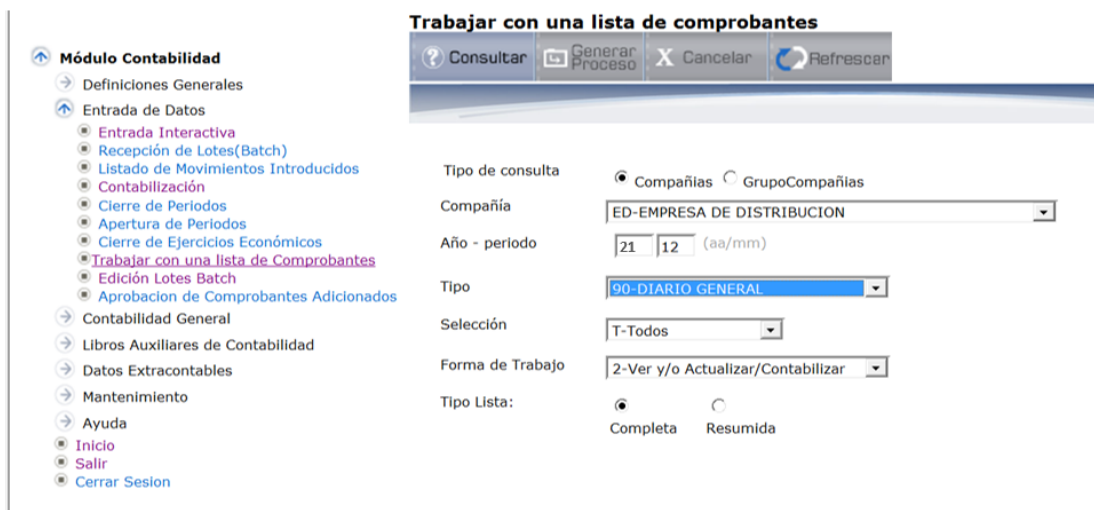 Trabajar con una lista de comprobantes
? Consultar
Generar Proceso
X Cancelar
Refrescar
Módulo Contabilidad
Definiciones Generales
Entrada de Datos
Entrada Interactiva
Recepción de Lotes(Batch)
Listado de Movimientos Introducidos
Contabilización
Cierre de Periodos
Apertura de Periodos
Cierre de Ejercicios Económicos
Trabajar con una lista de Comprobantes
Edición Lotes Batch
Aprobacion de Comprobantes Adicionados
Contabilidad General
Libros Auxiliares de Contabilidad
Datos Extracontables
Mantenimiento
Ayuda
Inicio
Salir
Cerrar Sesion
Tipo de consulta
Compañias GrupoCompañias
Compañía
ED-EMPRESA DE DISTRIBUCION
Año - periodo
21 12 (aa/mm)
Tipo
90-DIARIO GENERAL
Selección
T-Todos
Forma de Trabajo
2-Ver y/o Actualizar/Contabilizar
Tipo Lista:
Completa Resumida